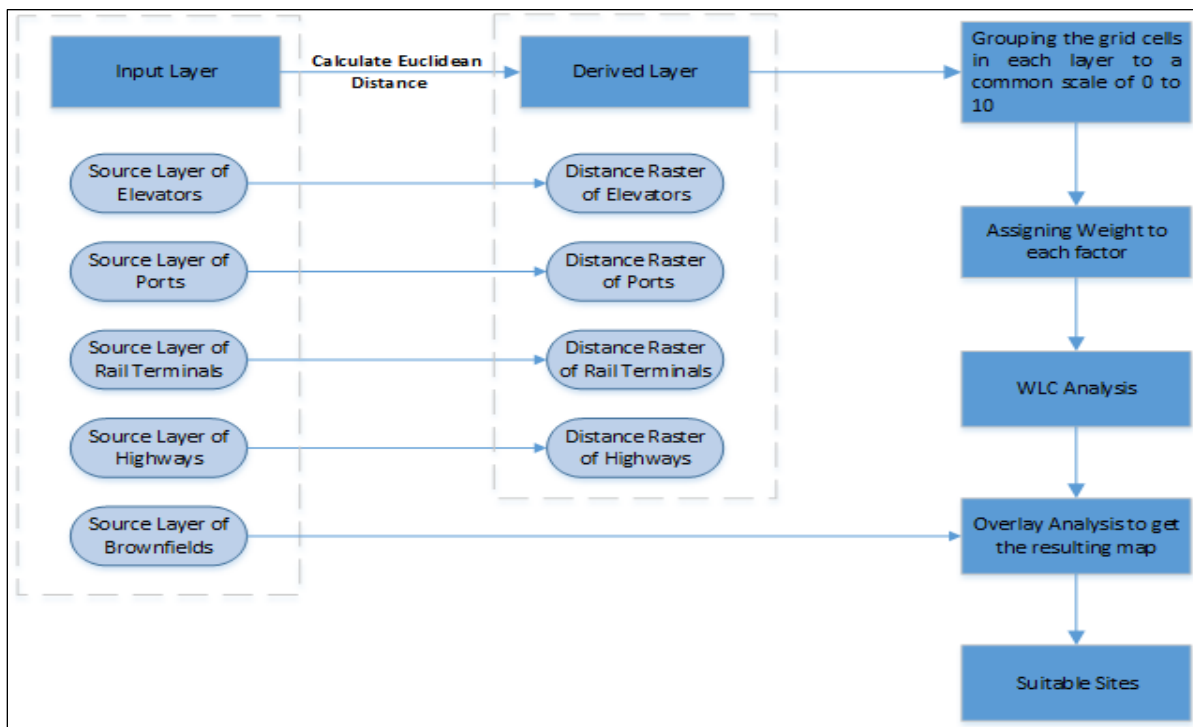 Input Layer
Calculate Euclidean
Distance
Derived Layer
Grouping the grid cells
in each layer to a
common scale of 0 to
10
Source Layer of
Elevators
Distance Raster
of Elevators
Assigning Weight to
each factor
Source Layer of
Ports
Distance Raster
of Ports
Source Layer of
Rail Terminals
Distance Raster
of Rail Terminals
WLC Analysis
Source Layer of
Highways
Distance Raster
of Highways
Source Layer of
Brownfields
Overlay Analysis to get
the resulting map
Suitable Sites